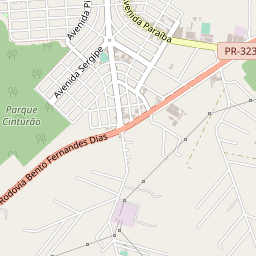 Avenida Paraíba
Avenida Sergipe
PR-323
Parque
Cinturão
Rodovia Bento Fernandes Dias